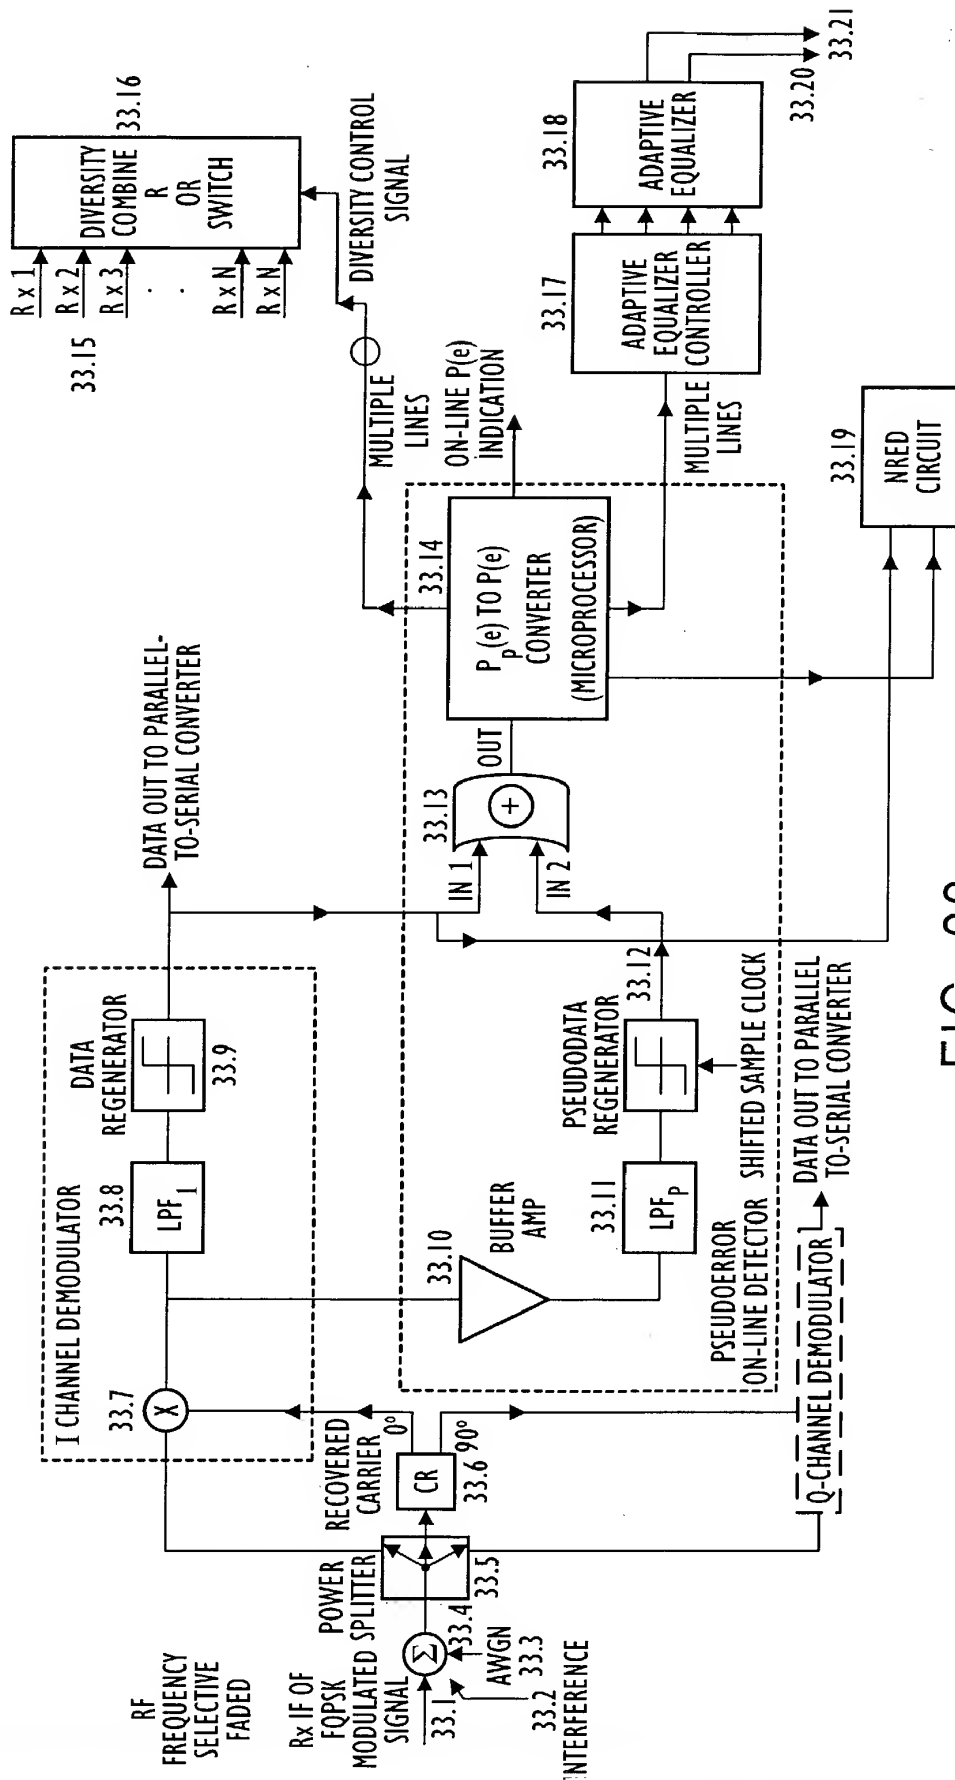 RF
FREQUENCY
SELECTIVE
FADED
Rx IF OF
FQPSK
MODULATED
SIGNAL
33.1
33.2
INTERFERENCE
AWGN
33.3
Σ
33.4
POWER
SPLITTER
33.5
RECOVERED
CARRIER
CR
33.6
0°
90°
I CHANNEL DEMODULATOR
33.7
X
33.8
LPF1
DATA
REGENERATOR
33.9
DATA OUT TO PARALLEL-
TO-SERIAL CONVERTER
33.10
BUFFER
AMP
33.11
LPFp
PSEUDODATA
REGENERATOR
33.12
SHIFTED SAMPLE CLOCK
PSEUDOERROR
ON-LINE DETECTOR
Q-CHANNEL DEMODULATOR
DATA OUT TO PARALLEL
TO-SERIAL CONVERTER
IN 1
IN 2
33.13
+
OUT
33.14
Pp(e) TO P(e)
CONVERTER
(MICROPROCESSOR)
ON-LINE P(e)
INDICATION
MULTIPLE
LINES
DIVERSITY CONTROL
SIGNAL
33.15
Rx 1
Rx 2
Rx 3
. .
Rx N
Rx N
33.16
DIVERSITY
COMBINE
R
OR
SWITCH
MULTIPLE
LINES
33.17
ADAPTIVE
EQUALIZER
CONTROLLER
33.18
ADAPTIVE
EQUALIZER
33.20
33.21
33.19
NRED
CIRCUIT